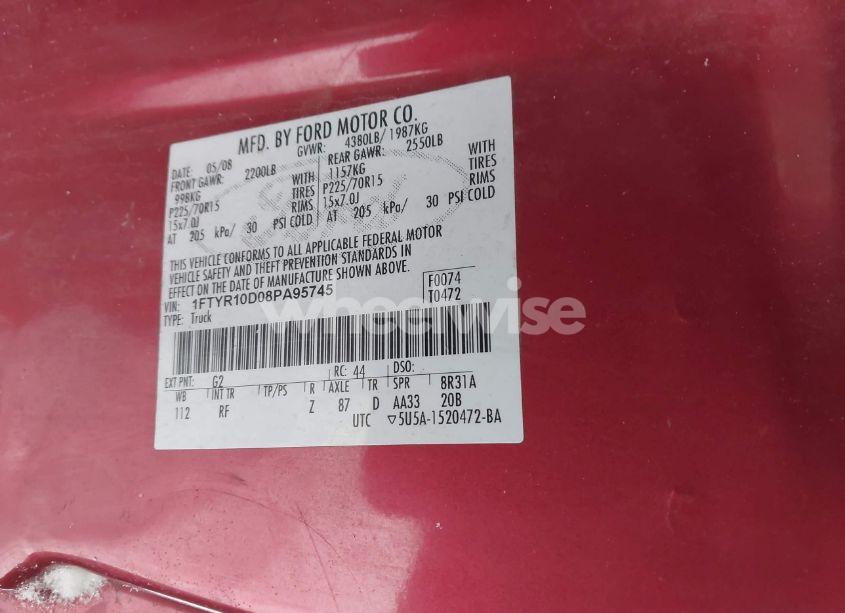 MFD. BY FORD MOTOR CO.
DATE: 05/08 GVWR: 4380LB/ 1987KG
FRONT GAWR: 2200LB REAR GAWR: 2550LB
998KG WITH 1157KG WITH
P225/70R15 TIRES P225/70R15 TIRES
15x7.0J RIMS 15x7.0J RIMS
AT 205 kPa/ 30 PSI COLD AT 205 kPa/ 30 PSI COLD
THIS VEHICLE CONFORMS TO ALL APPLICABLE FEDERAL MOTOR
VEHICLE SAFETY AND THEFT PREVENTION STANDARDS IN
EFFECT ON THE DATE OF MANUFACTURE SHOWN ABOVE.
VIN: 1FTYR10D08PA95745 F0074
TYPE: Truck T0472
wheelwise
EXT PNT: G2 RC: 44 DSO:
WB INT TR TP/PS R AXLE TR SPR 8R31A
112 RF Z 87 D AA33 20B
UTC ▽5U5A-1520472-BA